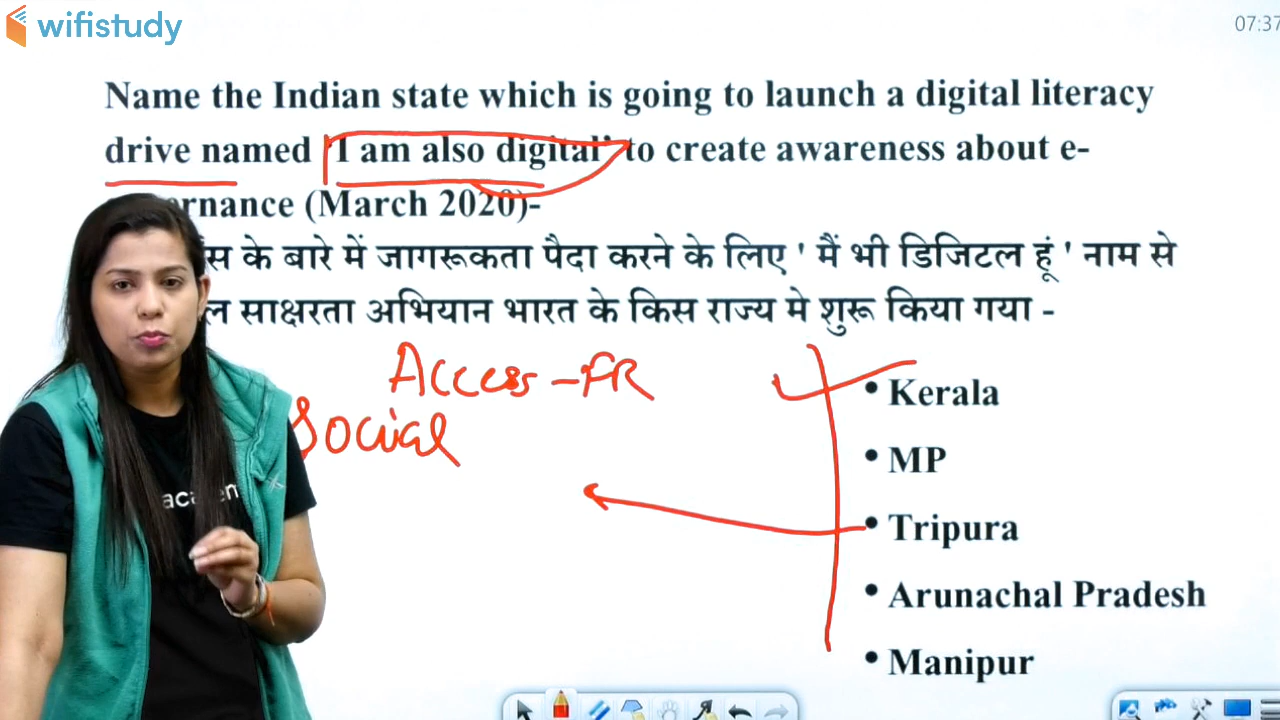 wifistudy
07:37
Name the Indian state which is going to launch a digital literacy
drive named 'I am also digital' to create awareness about e-
ernance (March 2020)-
स के बारे में जागरूकता पैदा करने के लिए ' मैं भी डिजिटल हूं ' नाम से
ल साक्षरता अभियान भारत के किस राज्य मे शुरू किया गया -
Access - FR
Social
• Kerala
• MP
• Tripura
• Arunachal Pradesh
• Manipur